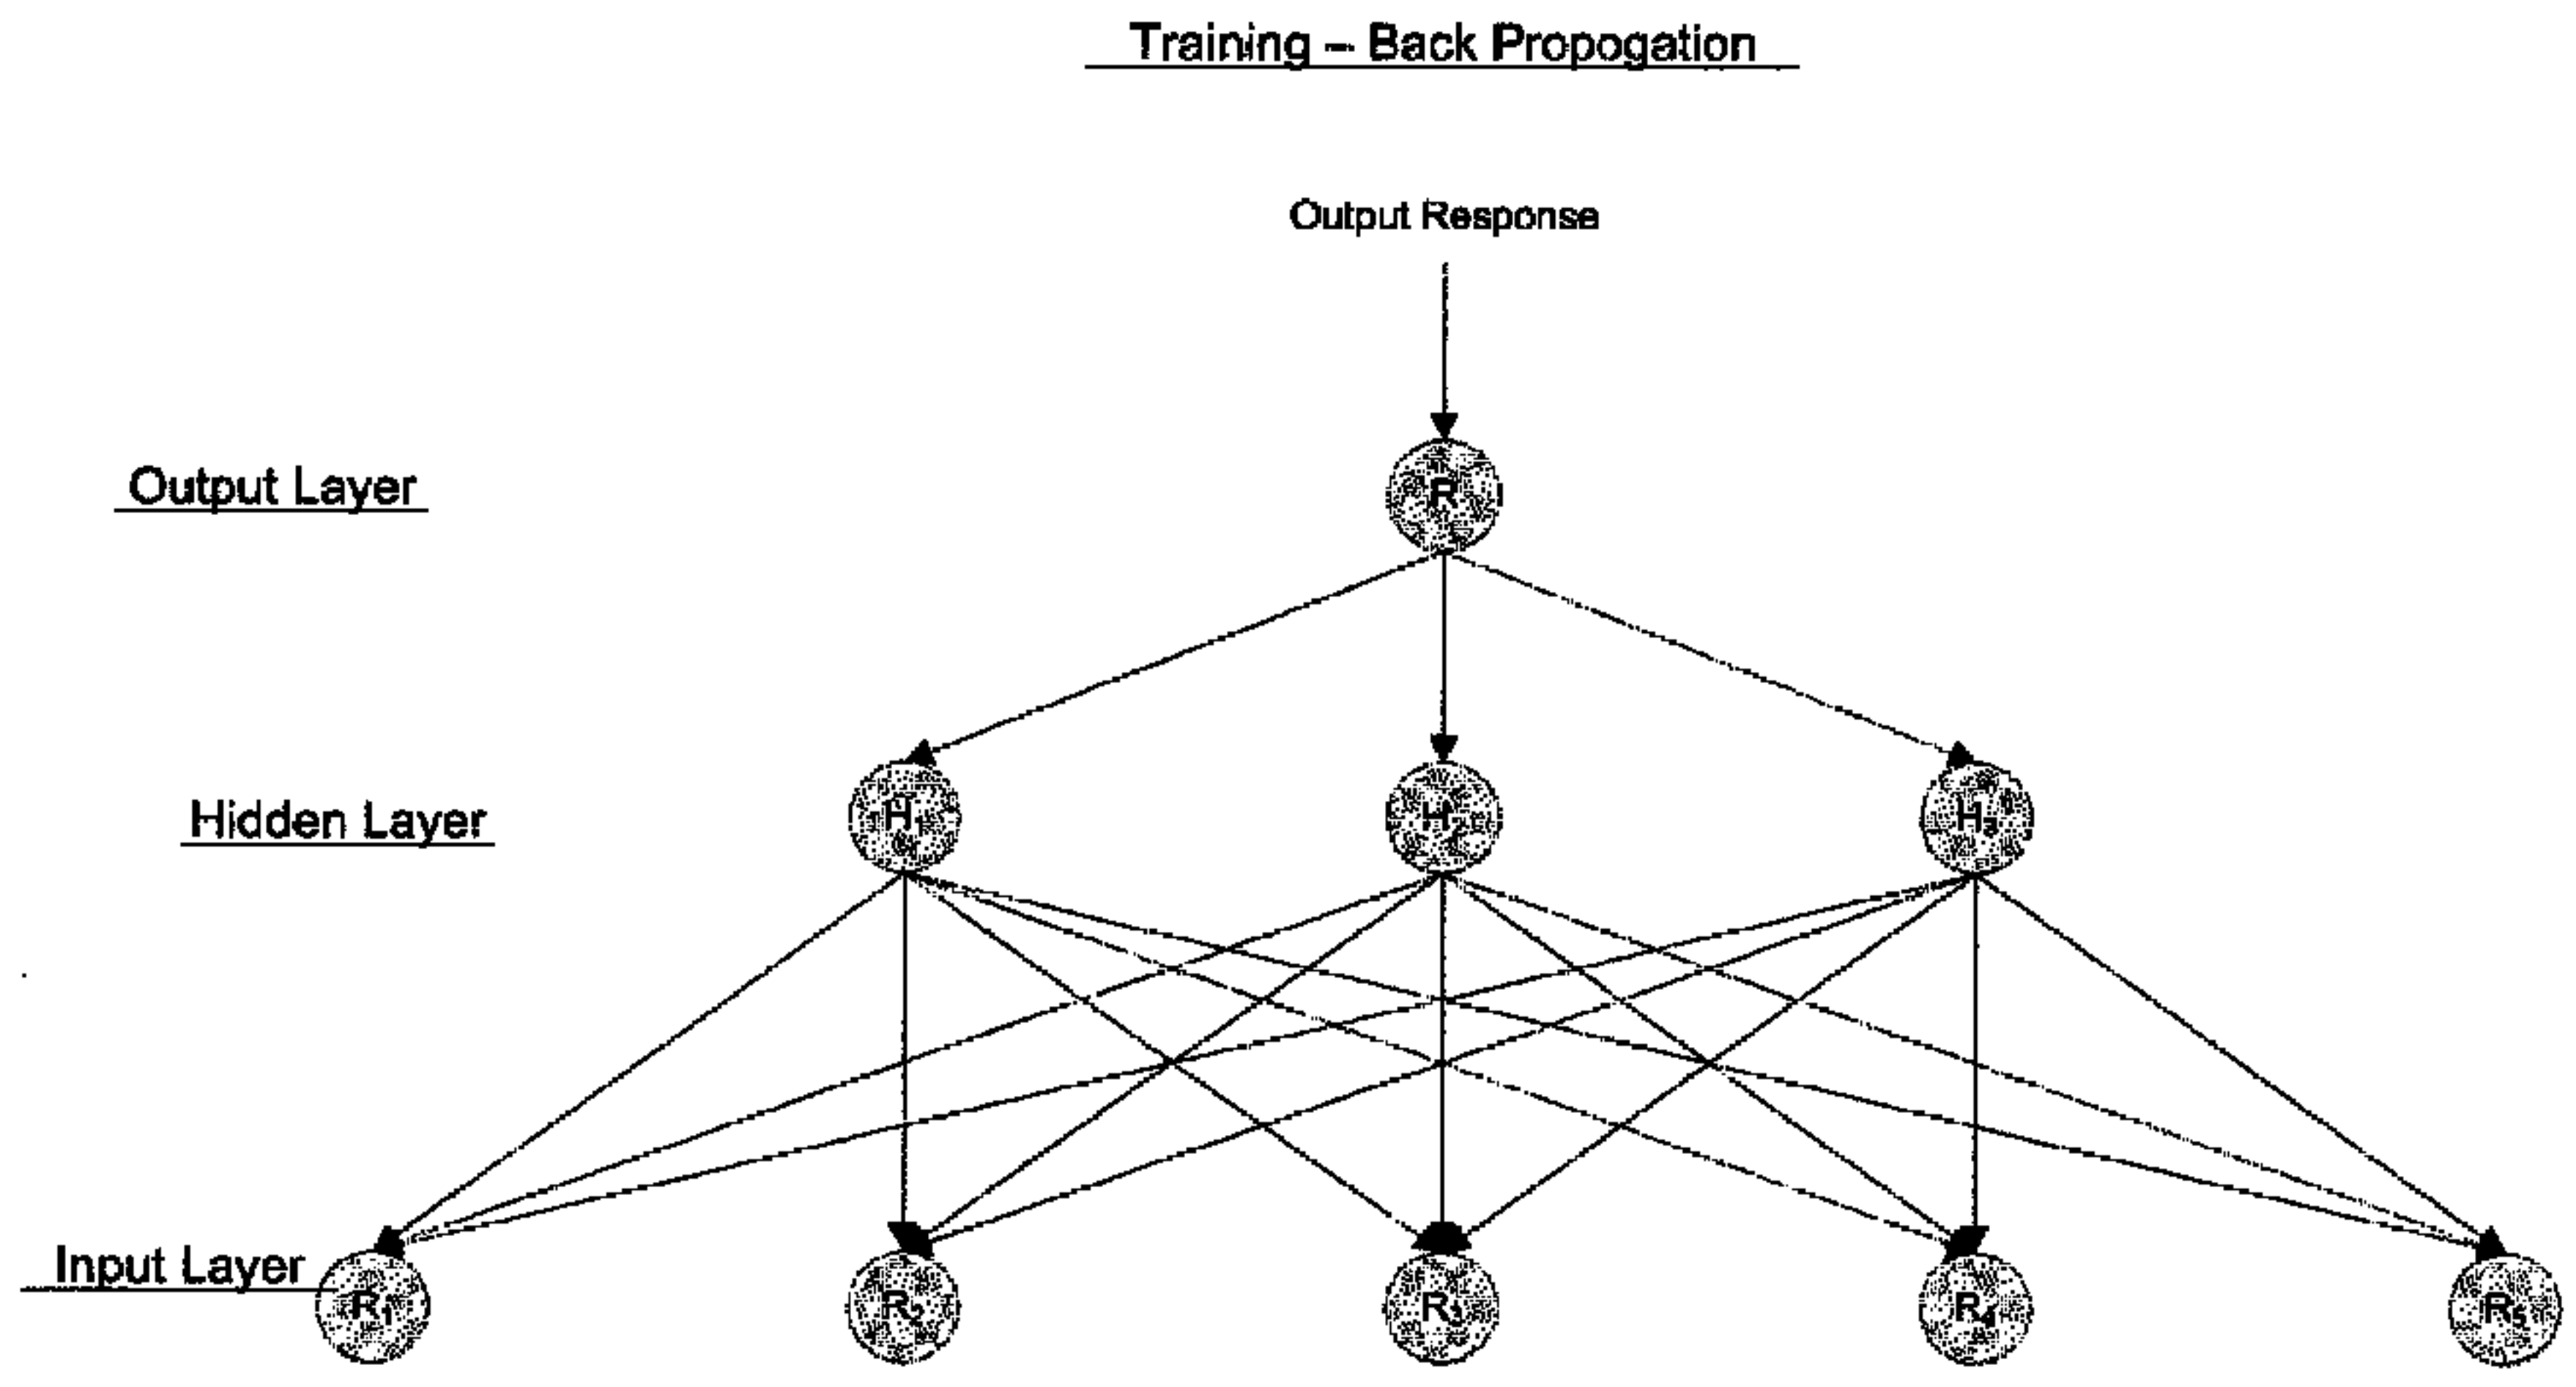 Training – Back Propogation
Output Response
Output Layer
R
Hidden Layer
H1
H2
H3
Input Layer
R1
R2
R3
R4
R5